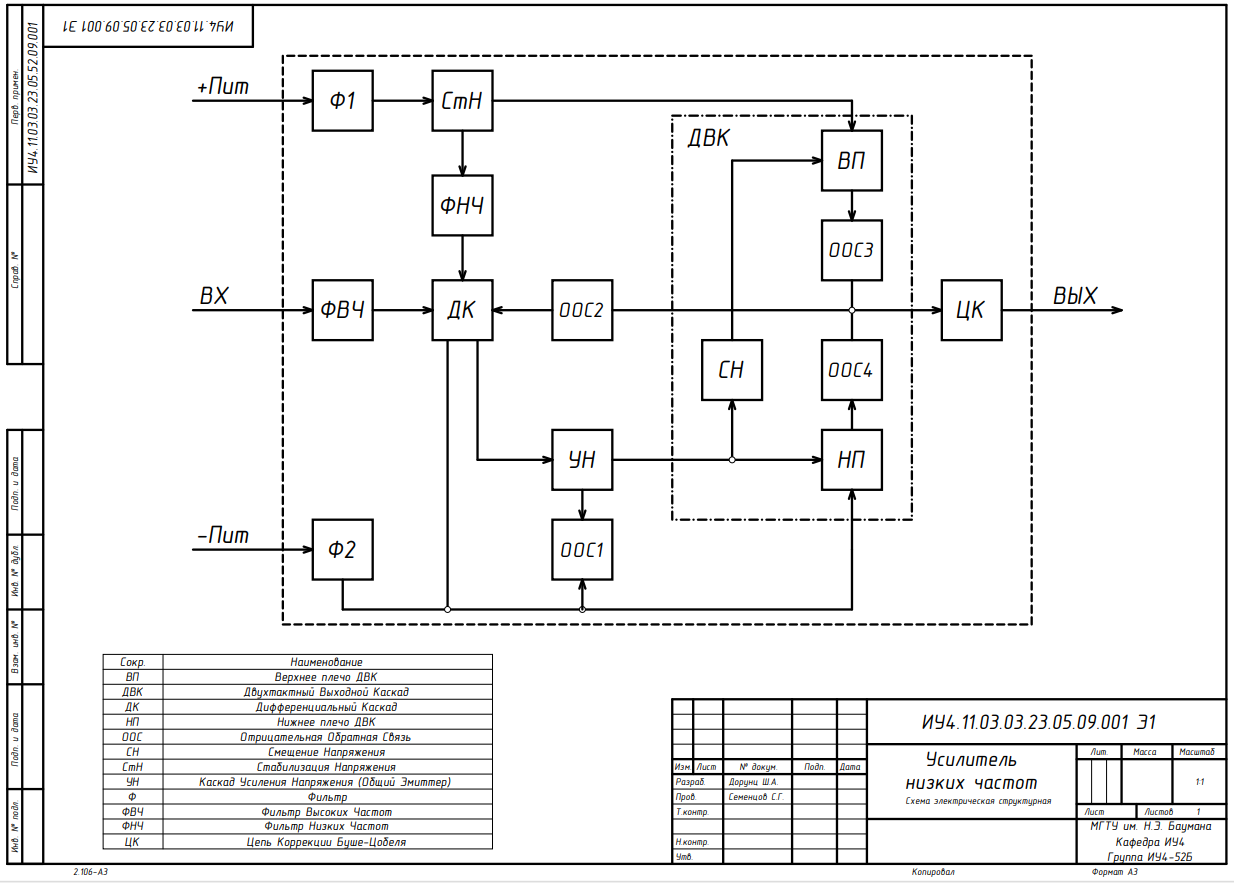 ИУ4.11.03.03.23.05.09.001 Э1
Перв. примен.
ИУ4.11.03.03.23.05.52.09.001
Справ. №
Подп. и дата
Инв. № дубл.
Взам. инв. №
Подп. и дата
Инв. № подл.
+Пит
Ф1
СтН
ДВК
ВП
ФНЧ
ООС3
ВХ
ФВЧ
ДК
ООС2
ЦК
ВЫХ
СН
ООС4
УН
НП
-Пит
Ф2
ООС1
Сокр. Наименование
ВП Верхнее плечо ДВК
ДВК Двухтактный Выходной Каскад
ДК Дифференциальный Каскад
НП Нижнее плечо ДВК
ООС Отрицательная Обратная Связь
СН Смещение Напряжения
СтН Стабилизация Напряжения
УН Каскад Усиления Напряжения (Общий Эмиттер)
Ф Фильтр
ФВЧ Фильтр Высоких Частот
ФНЧ Фильтр Низких Частот
ЦК Цепь Коррекции Буше-Цобеля
ИУ4.11.03.03.23.05.09.001 Э1
Изм. Лист № докум. Подп. Дата
Разраб. Доруни Ш.А.
Пров. Семенцов С.Г.
Т.контр.
Н.контр.
Утв.
Усилитель
низких частот
Схема электрическая структурная
Лит. Масса Масштаб
1:1
Лист Листов 1
МГТУ им. Н.Э. Баумана
Кафедра ИУ4
Группа ИУ4-52Б
2.106-А3
Копировал
Формат А3